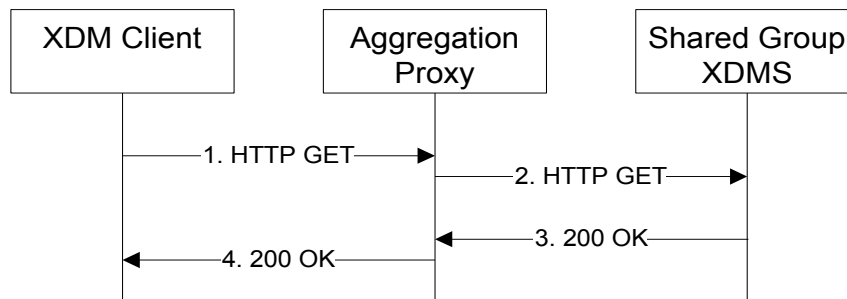 XDM Client
Aggregation
Proxy
Shared Group
XDMS
1. HTTP GET
2. HTTP GET
3. 200 OK
4. 200 OK